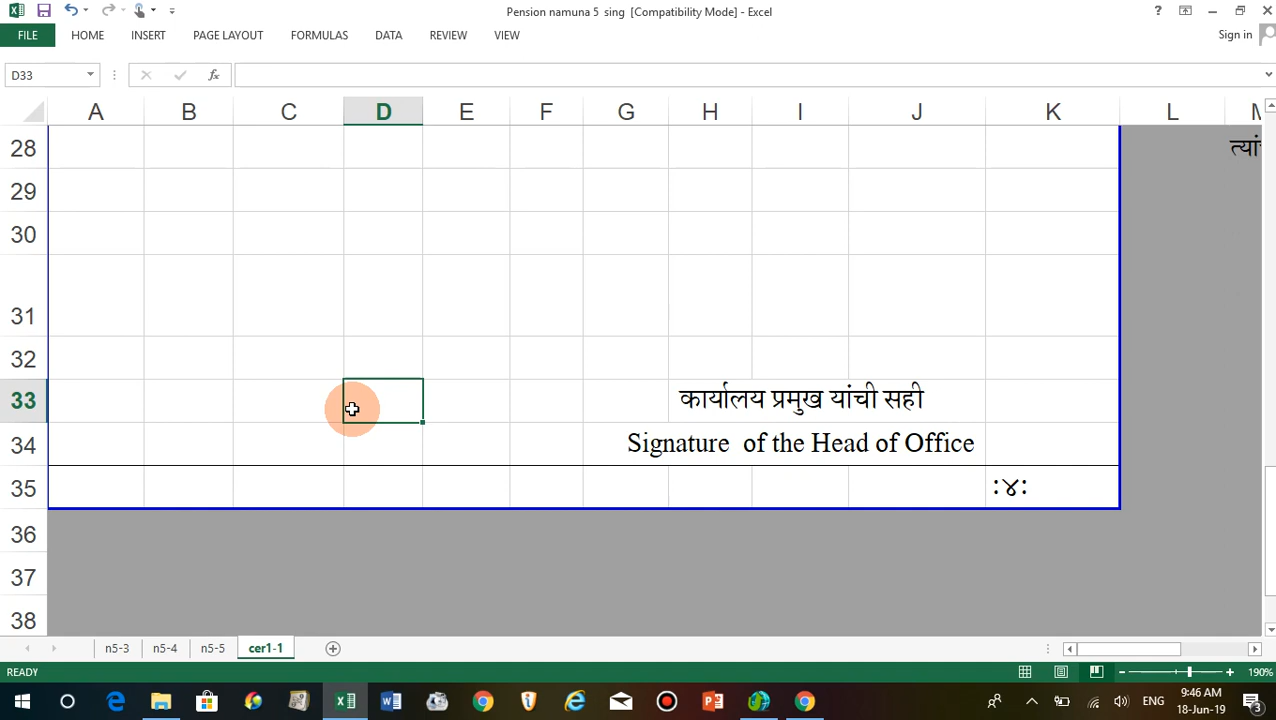 Pension namuna 5 sing [Compatibility Mode] - Excel
?
FILE HOME INSERT PAGE LAYOUT FORMULAS DATA REVIEW VIEW
Sign in
D33
fx
A B C D E F G H I J K L
28
29
30
31
32
33 कार्यालय प्रमुख यांची सही
34 Signature of the Head of Office
35 :४:
36
37
38
n5-3 n5-4 n5-5 cer1-1
READY 190%
ENG
9:46 AM
18-Jun-19
3